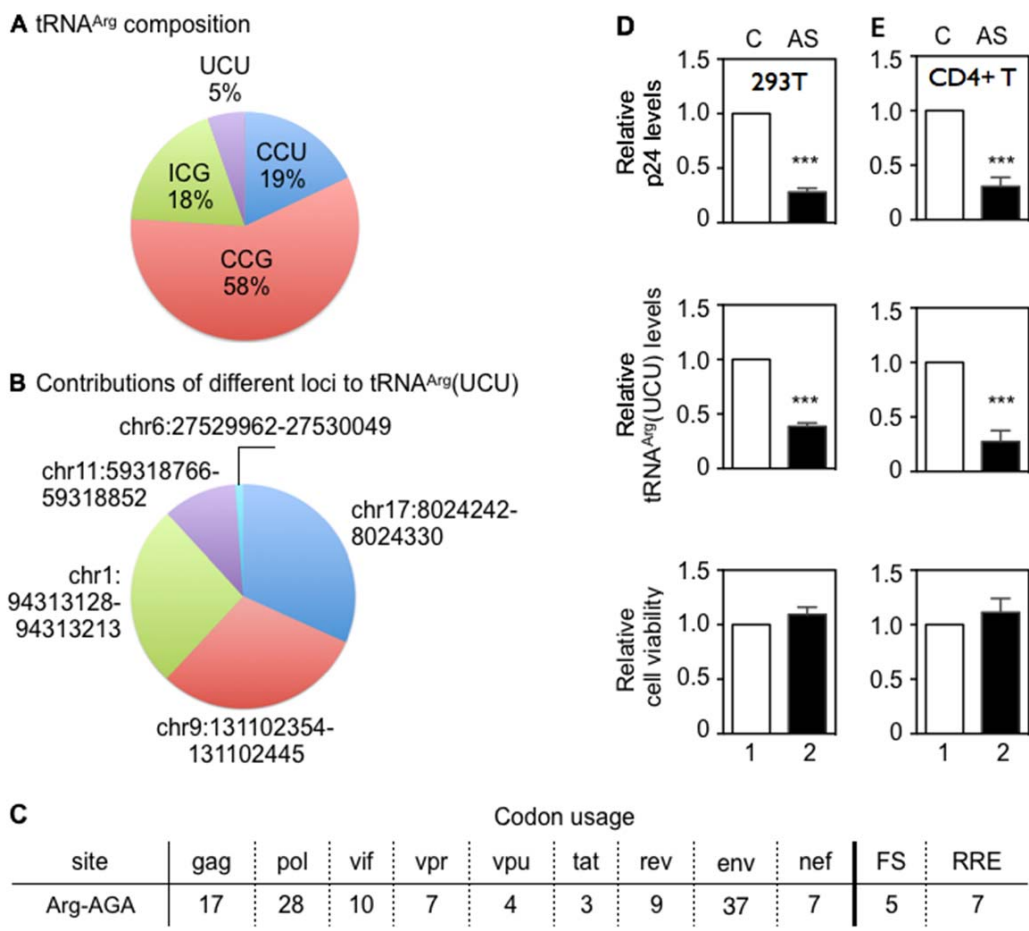 A tRNAArg composition
UCU
5%
CCU
19%
ICG
18%
CCG
58%
B Contributions of different loci to tRNAArg(UCU)
chr6:27529962-27530049
chr11:59318766-
59318852
chr17:8024242-
8024330
chr1:
94313128-
94313213
chr9:131102354-
131102445
D
C AS
293T
Relative
p24 levels
1.5
1.0
0.5
0
***
Relative
tRNAArg(UCU) levels
1.5
1.0
0.5
0
***
Relative
cell viability
1.5
1.0
0.5
0
1 2
E
C AS
CD4+ T
1.5
1.0
0.5
0
***
1.5
1.0
0.5
0
***
1.5
1.0
0.5
0
1 2
C
Codon usage
site gag pol vif vpr vpu tat rev env nef FS RRE
Arg-AGA 17 28 10 7 4 3 9 37 7 5 7